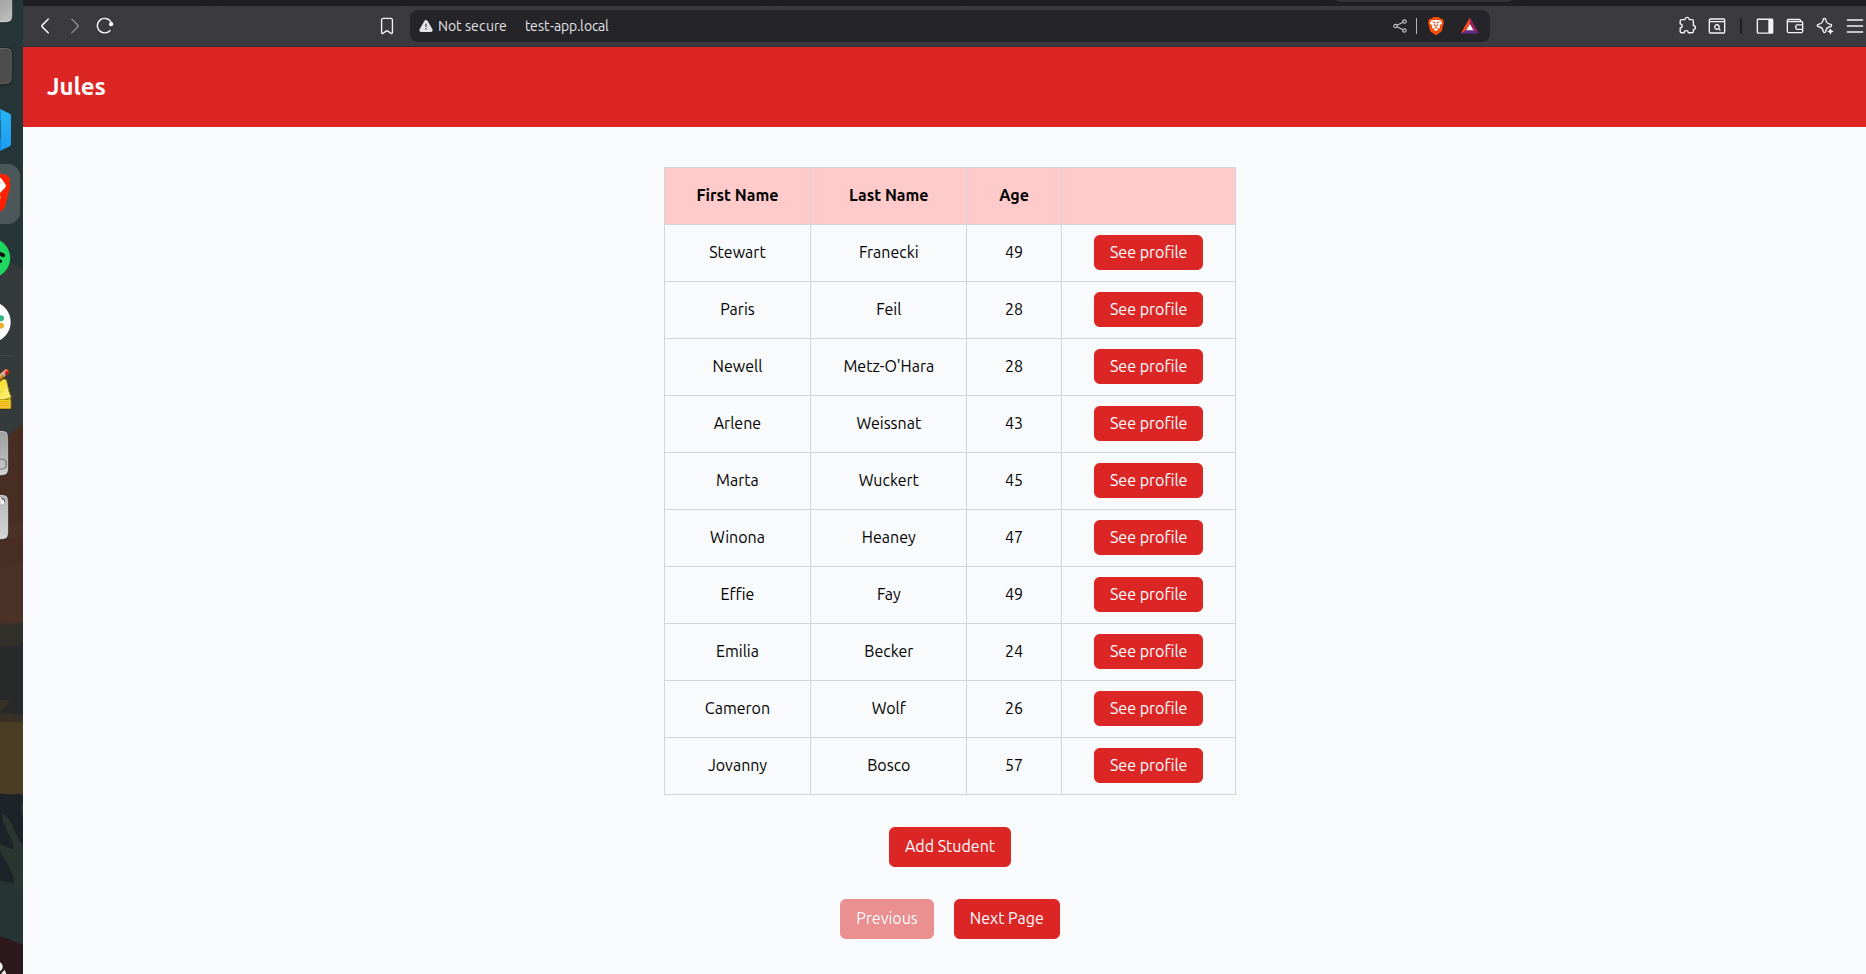 Not secure test-app.local
Jules
First Name Last Name Age
Stewart Franecki 49 See profile
Paris Feil 28 See profile
Newell Metz-O'Hara 28 See profile
Arlene Weissnat 43 See profile
Marta Wuckert 45 See profile
Winona Heaney 47 See profile
Effie Fay 49 See profile
Emilia Becker 24 See profile
Cameron Wolf 26 See profile
Jovanny Bosco 57 See profile
Add Student
Previous Next Page